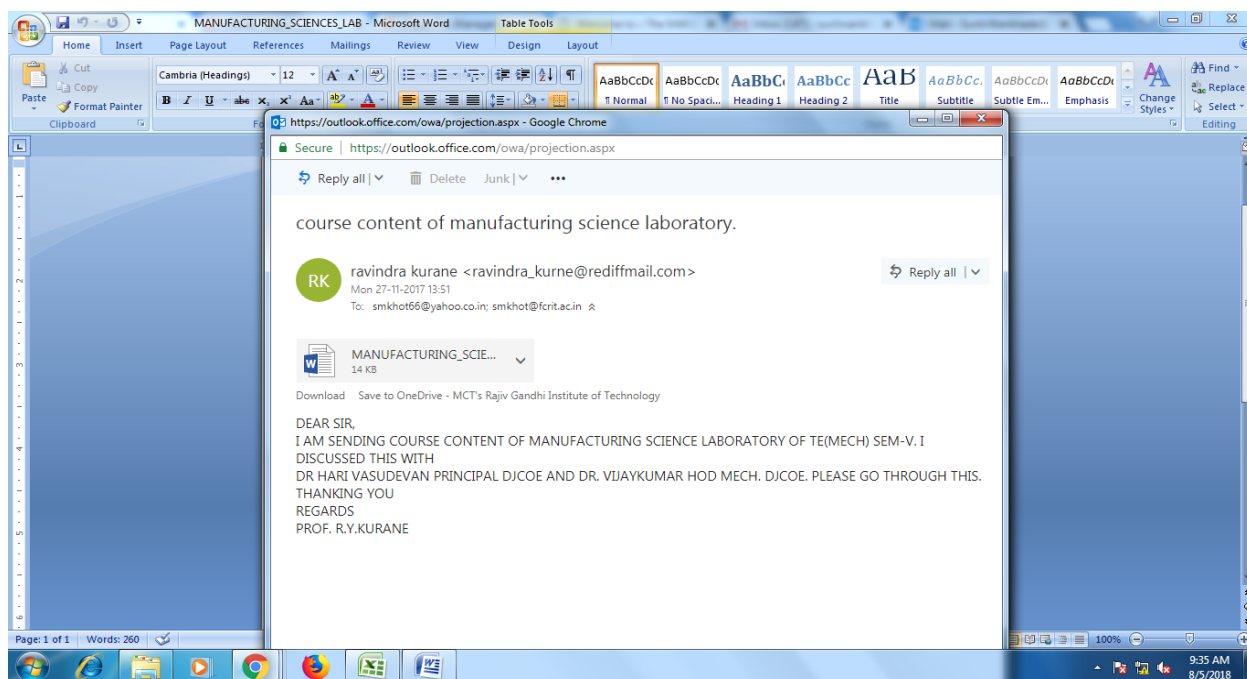 MANUFACTURING_SCIENCES_LAB - Microsoft Word
Table Tools
Home Insert Page Layout References Mailings Review View Design Layout
Cut
Copy
Paste
Format Painter
Clipboard
Cambria (Headings) 12
AaBbCcDc AaBbCcDc AaBbC AaBbCc AaB AaBbCc. AaBbCcDc AaBbCcDc
¶ Normal ¶ No Spaci... Heading 1 Heading 2 Title Subtitle Subtle Em... Emphasis
Change Styles
Find
Replace
Select
Editing
https://outlook.office.com/owa/projection.aspx - Google Chrome
Secure | https://outlook.office.com/owa/projection.aspx
Reply all | Delete Junk | •••
course content of manufacturing science laboratory.
RK
ravindra kurane <ravindra_kurne@rediffmail.com>
Reply all |
Mon 27-11-2017 13:51
To: smkhot66@yahoo.co.in; smkhot@fcrit.ac.in
MANUFACTURING_SCIE...
14 KB
Download Save to OneDrive - MCT's Rajiv Gandhi Institute of Technology
DEAR SIR,
I AM SENDING COURSE CONTENT OF MANUFACTURING SCIENCE LABORATORY OF TE(MECH) SEM-V. I
DISCUSSED THIS WITH
DR HARI VASUDEVAN PRINCIPAL DJCOE AND DR. VIJAYKUMAR HOD MECH. DJCOE. PLEASE GO THROUGH THIS.
THANKING YOU
REGARDS
PROF. R.Y.KURANE
Page: 1 of 1 Words: 260
100%
9:35 AM
8/5/2018